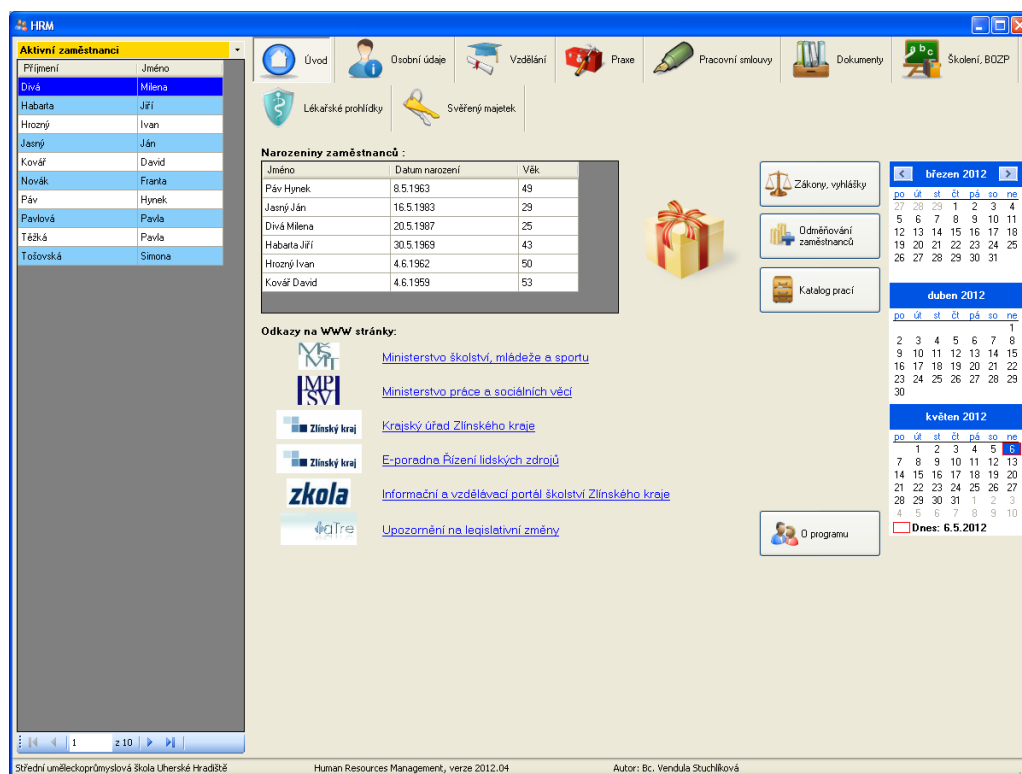 HRM
Aktivní zaměstnanci
Příjmení Jméno
Divá Milena
Habarta Jiří
Hrozný Ivan
Jasný Ján
Kovář David
Novák Franta
Páv Hynek
Pavlová Pavla
Těžká Pavla
Tošovská Simona
1 z 10
Úvod
Osobní údaje
Vzdělání
Praxe
Pracovní smlouvy
Dokumenty
a b c
Školení, BOZP
Lékařské prohlídky
Svěřený majetek
Narozeniny zaměstnanců :
Jméno Datum narození Věk
Páv Hynek 8.5.1963 49
Jasný Ján 16.5.1983 29
Divá Milena 20.5.1987 25
Habarta Jiří 30.5.1969 43
Hrozný Ivan 4.6.1962 50
Kovář David 4.6.1959 53
Odkazy na WWW stránky:
MŠMT Ministerstvo školství, mládeže a sportu
MPSV Ministerstvo práce a sociálních věcí
Zlínský kraj Krajský úřad Zlínského kraje
Zlínský kraj E-poradna Řízení lidských zdrojů
zkola Informační a vzdělávací portál školství Zlínského kraje
aTre Upozornění na legislativní změny
Zákony, vyhlášky
Odměňování
zaměstnanců
Katalog prací
O programu
březen 2012
po út st čt pá so ne
27 28 29 1 2 3 4
5 6 7 8 9 10 11
12 13 14 15 16 17 18
19 20 21 22 23 24 25
26 27 28 29 30 31
duben 2012
po út st čt pá so ne
1
2 3 4 5 6 7 8
9 10 11 12 13 14 15
16 17 18 19 20 21 22
23 24 25 26 27 28 29
30
květen 2012
po út st čt pá so ne
1 2 3 4 5 6
7 8 9 10 11 12 13
14 15 16 17 18 19 20
21 22 23 24 25 26 27
28 29 30 31 1 2 3
4 5 6 7 8 9 10
Dnes: 6.5.2012
Střední uměleckoprůmyslová škola Uherské Hradiště
Human Resources Management, verze 2012.04
Autor: Bc. Vendula Stuchlíková